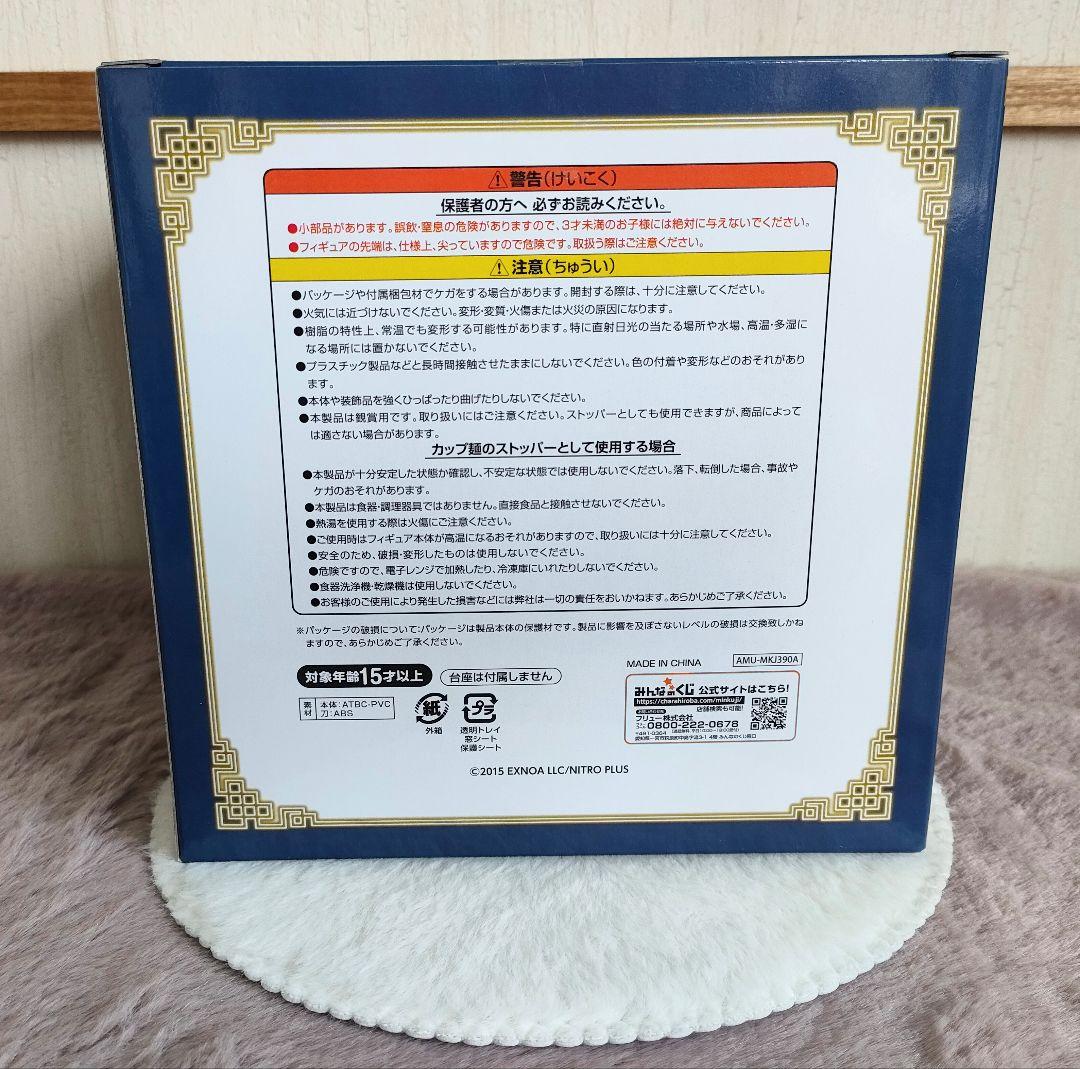 ⚠警告(けいこく)
保護者の方へ 必ずお読みください。
●小部品があります。誤飲・窒息の危険がありますので、3才未満のお子様には絶対に与えないでください。
●フィギュアの先端は、仕様上、尖っていますので危険です。取扱う際はご注意ください。
⚠注意(ちゅうい)
●パッケージや付属梱包材でケガをする場合があります。開封する際は、十分に注意してください。
●火気には近づけないでください。変形・変質・火傷または火災の原因になります。
●樹脂の特性上、常温でも変形する可能性があります。特に直射日光の当たる場所や水場、高温・多湿に
なる場所には置かないでください。
●プラスチック製品などと長時間接触させたままにしないでください。色の付着や変形などのおそれがあり
ます。
●本体や装飾品を強くひっぱったり曲げたりしないでください。
●本製品は観賞用です。取り扱いにはご注意ください。ストッパーとしても使用できますが、商品によって
は適さない場合があります。
カップ麺のストッパーとして使用する場合
●本製品が十分安定した状態か確認し、不安定な状態では使用しないでください。落下、転倒した場合、事故や
ケガのおそれがあります。
●本製品は食器・調理器具ではありません。直接食品と接触させないでください。
●熱湯を使用する際は火傷にご注意ください。
●ご使用時はフィギュア本体が高温になるおそれがありますので、取り扱いには十分に注意してください。
●安全のため、破損・変形したものは使用しないでください。
●危険ですので、電子レンジで加熱したり、冷凍庫にいれたりしないでください。
●食器洗浄機・乾燥機は使用しないでください。
●お客様のご使用により発生した損害などには弊社は一切の責任をおいかねます。あらかじめご了承ください。
※パッケージの破損について:パッケージは製品本体の保護材です。製品に影響を及ぼさないレベルの破損は交換致しかね
ますので、あらかじめご了承ください。
対象年齢15才以上
台座は付属しません
MADE IN CHINA
AMU-MKJ390A
素材
本体:ATBC-PVC
刀:ABS
紙
外箱
プラ
透明トレイ
窓シート
保護シート
みんなのくじ 公式サイトはこちら!
https://charahiroba.com/minkuji/
店舗検索も可能!
フリュー株式会社
0800-222-0678
〒491-0364
©2015 EXNOA LLC/NITRO PLUS